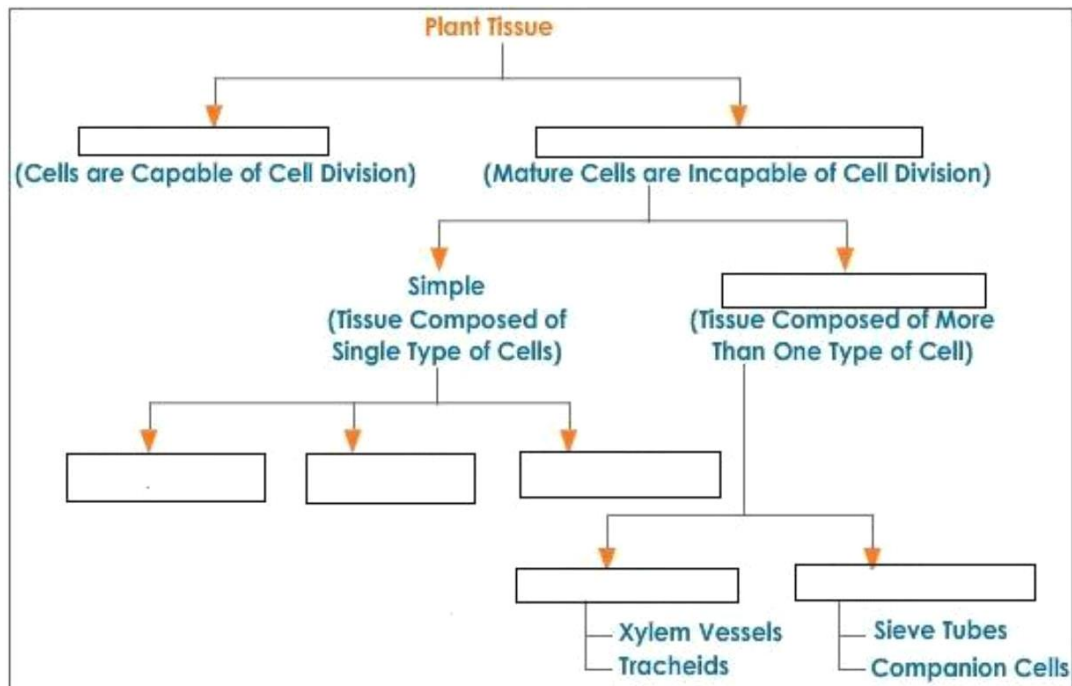 Plant Tissue
(Cells are Capable of Cell Division)
(Mature Cells are Incapable of Cell Division)
Simple
(Tissue Composed of
Single Type of Cells)
(Tissue Composed of More
Than One Type of Cell)
Xylem Vessels
Tracheids
Sieve Tubes
Companion Cells